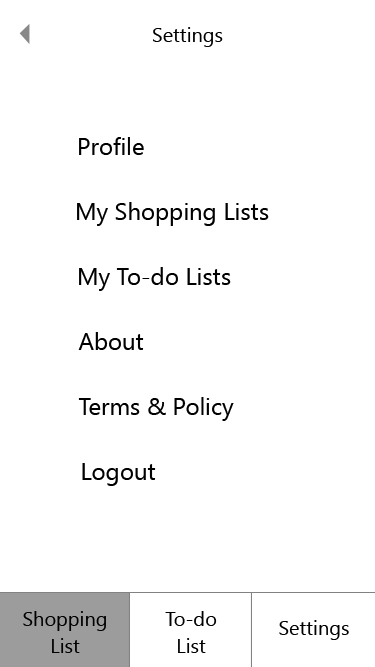 Settings
Profile
My Shopping Lists
My To-do Lists
About
Terms & Policy
Logout
Shopping
List
To-do
List
Settings